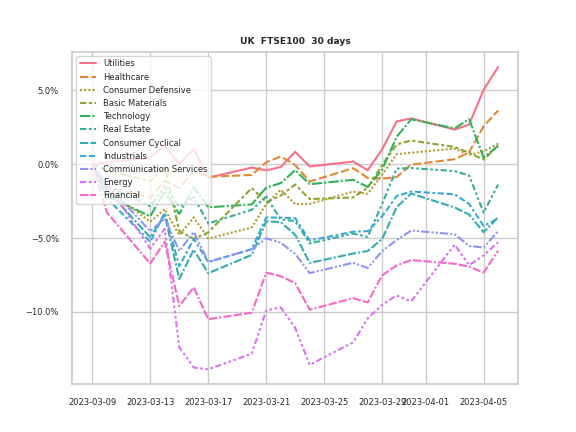 UK FTSE100 30 days
Utilities
Healthcare
Consumer Defensive
Basic Materials
Technology
Real Estate
Consumer Cyclical
Industrials
Communication Services
Energy
Financial
5.0%
0.0%
−5.0%
−10.0%
2023-03-09 2023-03-13 2023-03-17 2023-03-21 2023-03-25 2023-03-29 2023-04-01 2023-04-05